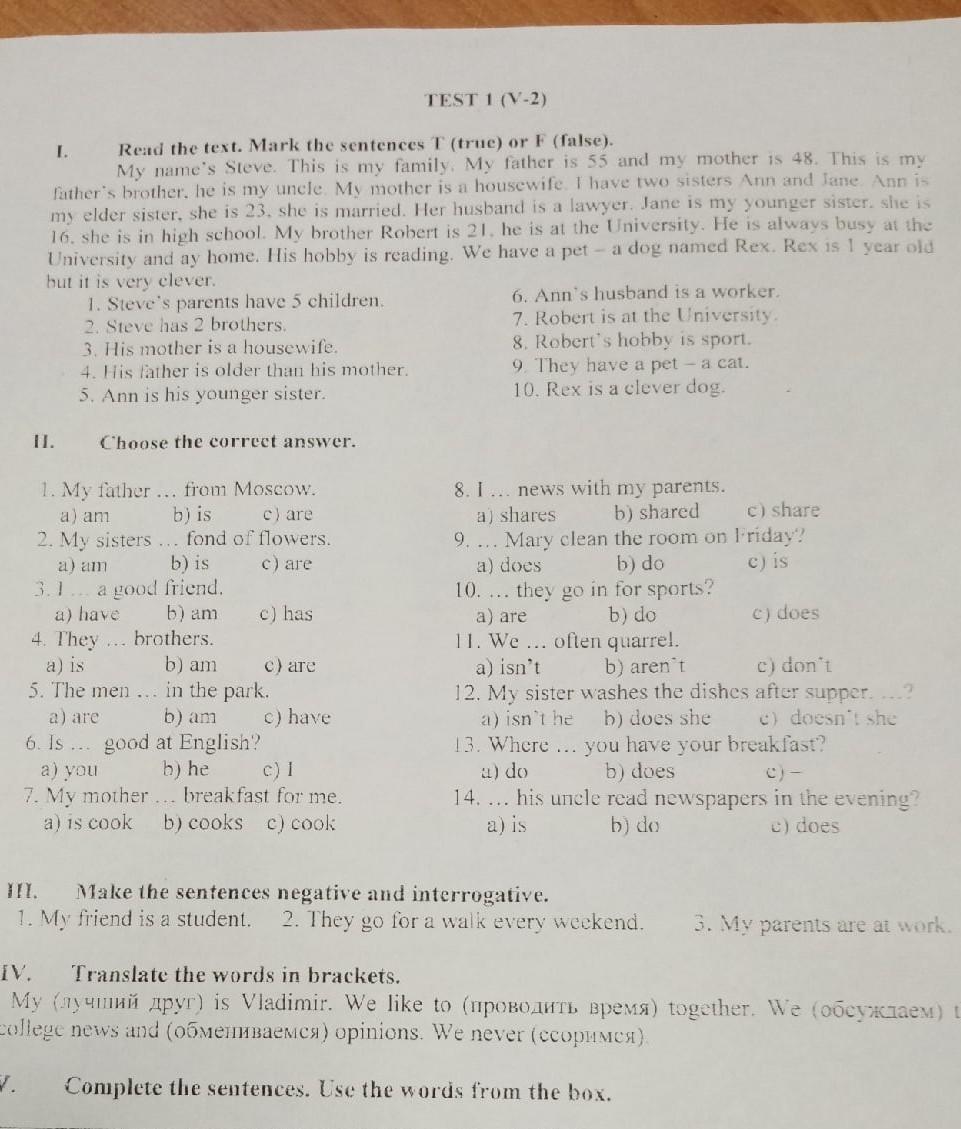 TEST 1 (V-2)
I. Read the text. Mark the sentences T (true) or F (false).
My name's Steve. This is my family. My father is 55 and my mother is 48. This is my
father's brother, he is my uncle. My mother is a housewife. I have two sisters Ann and Jane. Ann is
my elder sister, she is 23, she is married. Her husband is a lawyer. Jane is my younger sister. she is
16, she is in high school. My brother Robert is 21, he is at the University. He is always busy at the
University and ay home. His hobby is reading. We have a pet – a dog named Rex. Rex is 1 year old
but it is very clever.
1. Steve's parents have 5 children. 6. Ann's husband is a worker.
2. Steve has 2 brothers. 7. Robert is at the University.
3. His mother is a housewife. 8. Robert's hobby is sport.
4. His father is older than his mother. 9. They have a pet – a cat.
5. Ann is his younger sister. 10. Rex is a clever dog.
II. Choose the correct answer.
1. My father … from Moscow. 8. I … news with my parents.
a) am b) is c) are a) shares b) shared c) share
2. My sisters … fond of flowers. 9. … Mary clean the room on Friday?
a) am b) is c) are a) does b) do c) is
3. I … a good friend. 10. … they go in for sports?
a) have b) am c) has a) are b) do c) does
4. They … brothers. 11. We … often quarrel.
a) is b) am c) are a) isn't b) aren't c) don't
5. The men … in the park. 12. My sister washes the dishes after supper. …?
a) are b) am c) have a) isn't he b) does she c) doesn't she
6. Is … good at English? 13. Where … you have your breakfast?
a) you b) he c) I a) do b) does c) –
7. My mother … breakfast for me. 14. … his uncle read newspapers in the evening?
a) is cook b) cooks c) cook a) is b) do c) does
III. Make the sentences negative and interrogative.
1. My friend is a student. 2. They go for a walk every weekend. 3. My parents are at work.
IV. Translate the words in brackets.
My (лучший друг) is Vladimir. We like to (проводить время) together. We (обсуждаем) t
college news and (обмениваемся) opinions. We never (ссоримся).
V. Complete the sentences. Use the words from the box.